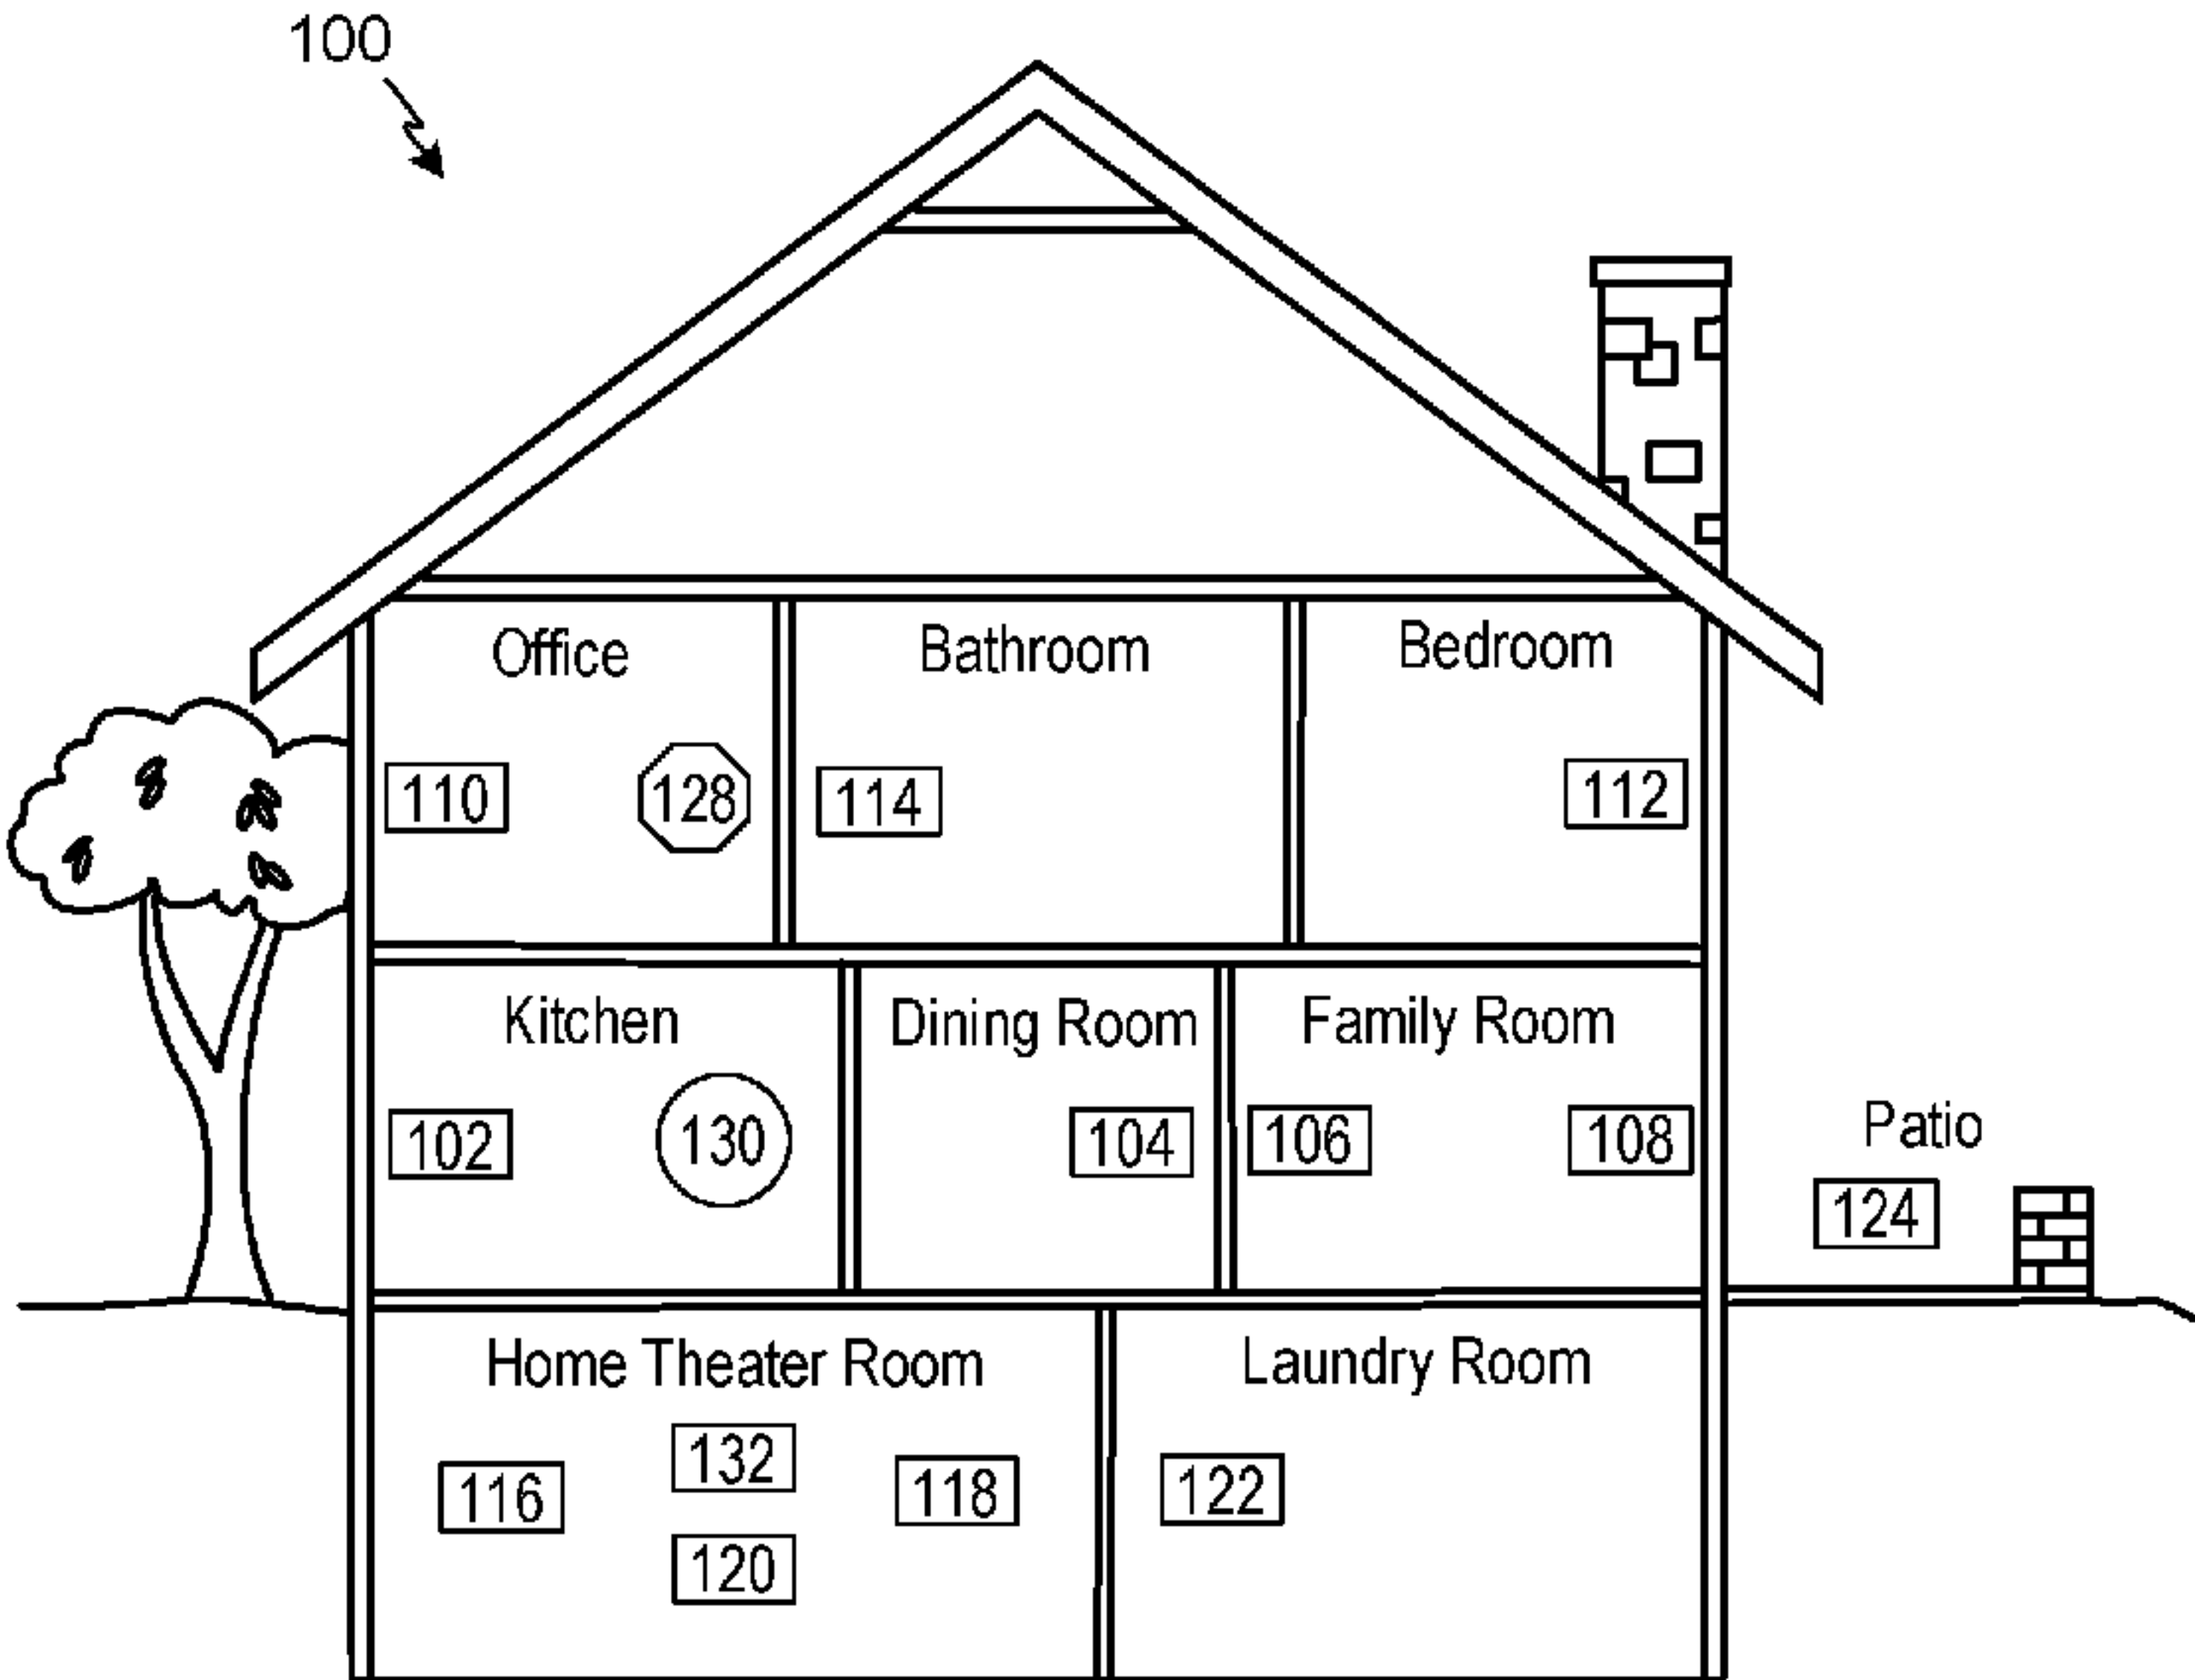 100
Office
Bathroom
Bedroom
110
128
114
112
Kitchen
Dining Room
Family Room
102
130
104
106
108
Patio
124
Home Theater Room
Laundry Room
132
116
118
122
120